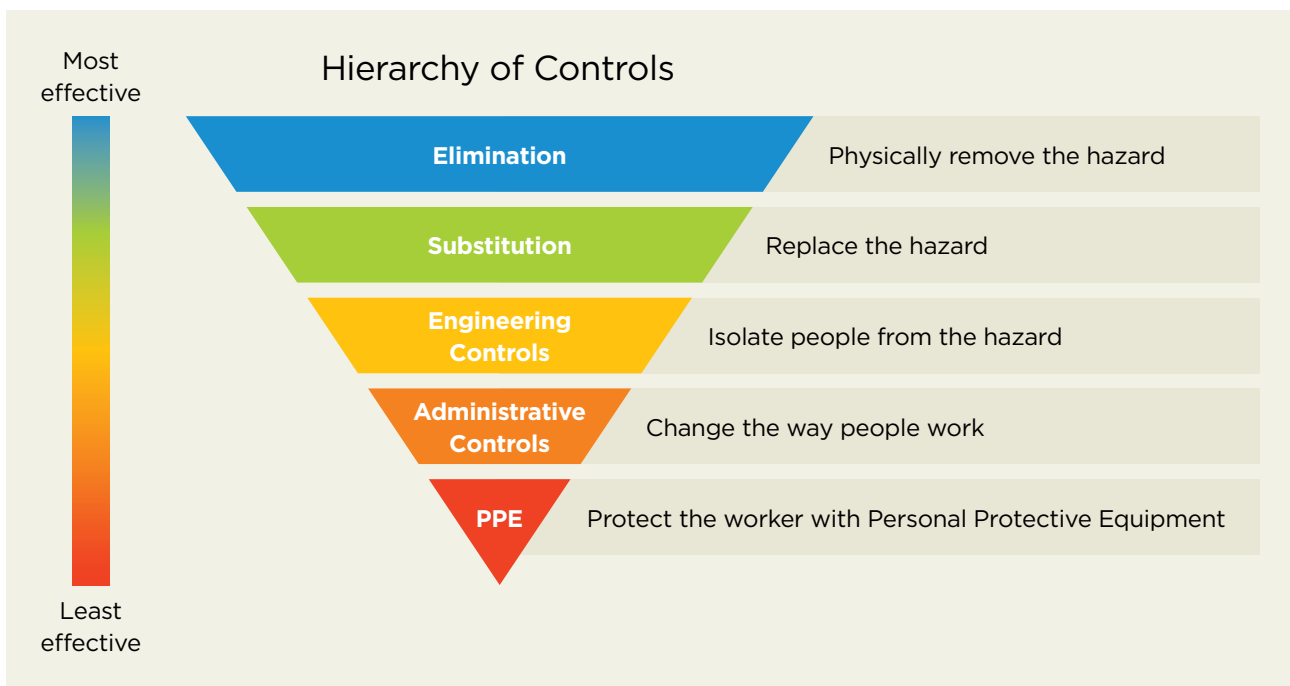 Most
effective
Hierarchy of Controls
Elimination
Physically remove the hazard
Substitution
Replace the hazard
Engineering
Controls
Isolate people from the hazard
Administrative
Controls
Change the way people work
PPE
Protect the worker with Personal Protective Equipment
Least
effective